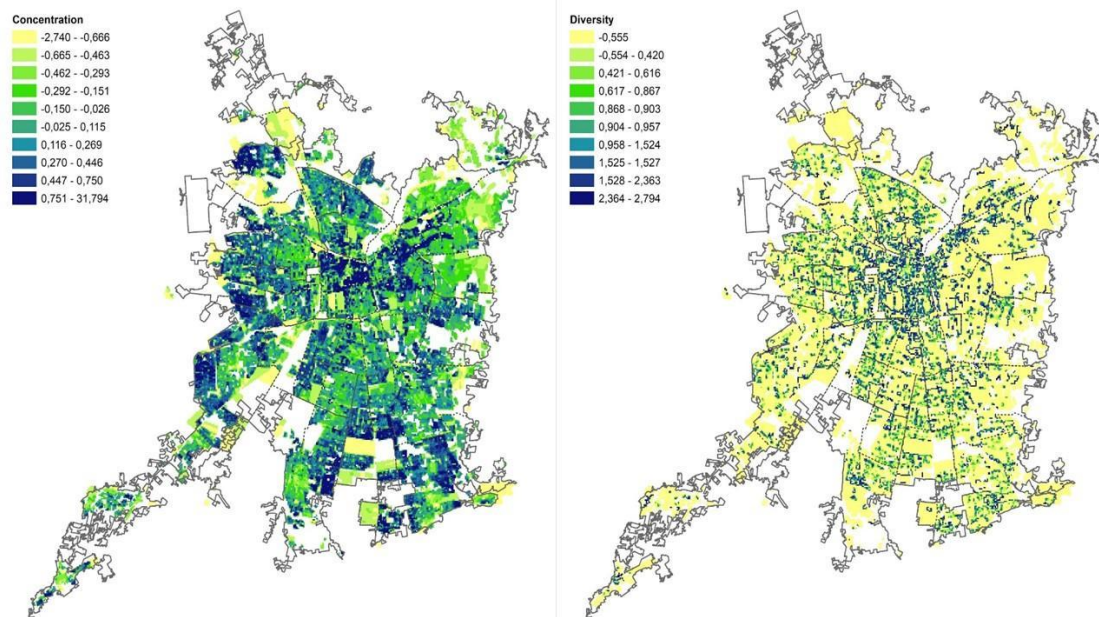 Concentration
-2,740 - -0,666
-0,665 - -0,463
-0,462 - -0,293
-0,292 - -0,151
-0,150 - -0,026
-0,025 - 0,115
0,116 - 0,269
0,270 - 0,446
0,447 - 0,750
0,751 - 31,794
Diversity
-0,555
-0,554 - 0,420
0,421 - 0,616
0,617 - 0,867
0,868 - 0,903
0,904 - 0,957
0,958 - 1,524
1,525 - 1,527
1,528 - 2,363
2,364 - 2,794